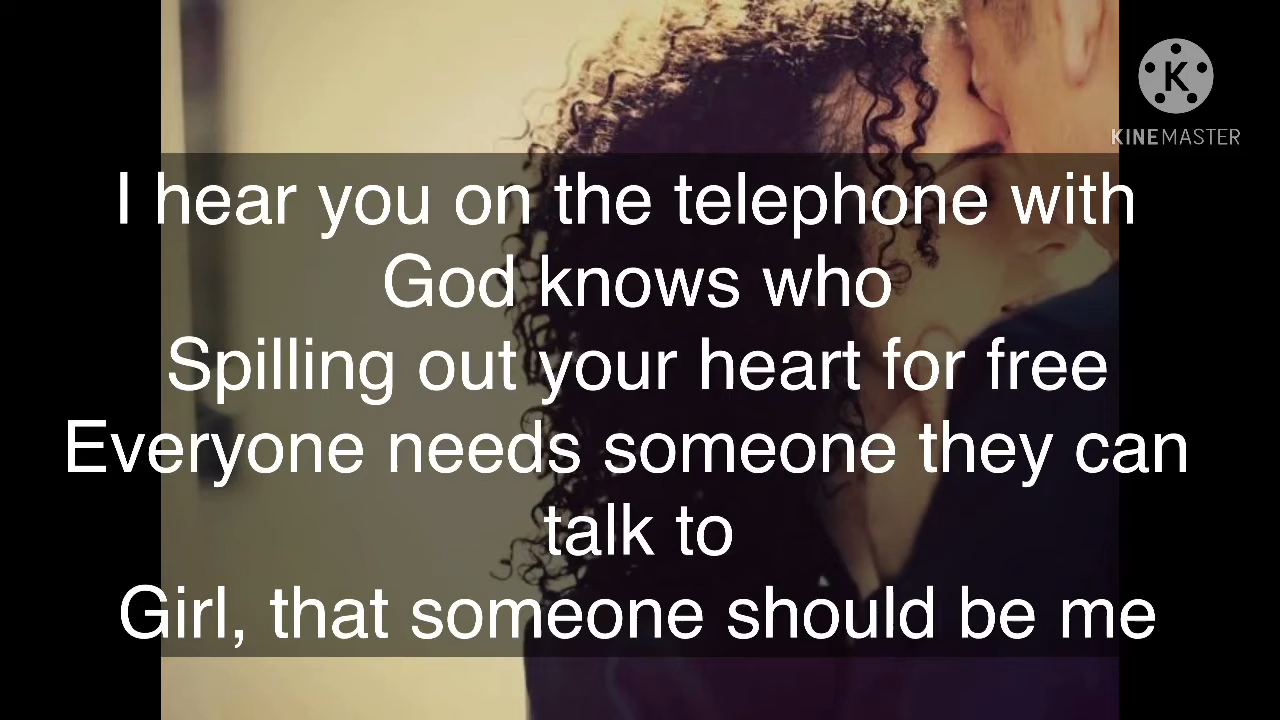 KINEMASTER
I hear you on the telephone with
God knows who
Spilling out your heart for free
Everyone needs someone they can
talk to
Girl, that someone should be me